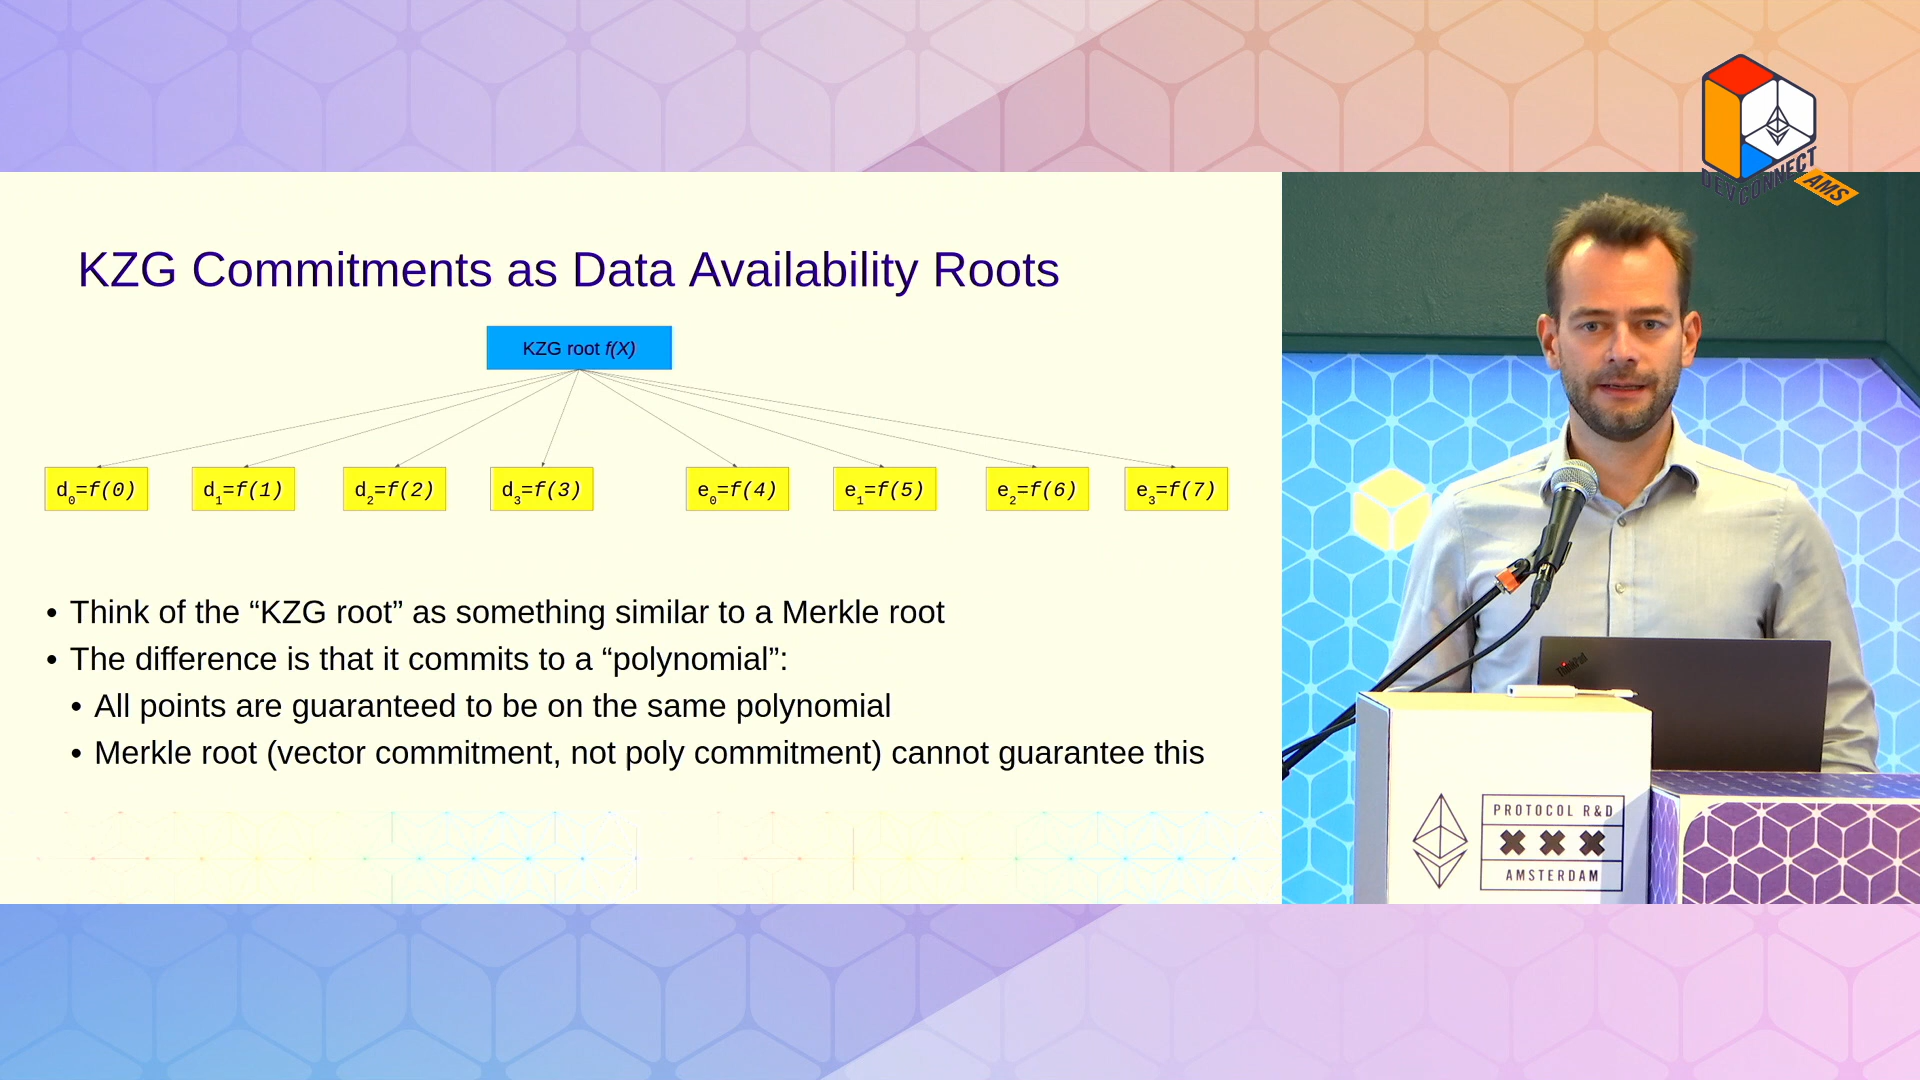 DEVCONNECT
AMS
KZG Commitments as Data Availability Roots
KZG root f(X)
d0=f(0) d1=f(1) d2=f(2) d3=f(3) e0=f(4) e1=f(5) e2=f(6) e3=f(7)
• Think of the “KZG root” as something similar to a Merkle root
• The difference is that it commits to a “polynomial”:
• All points are guaranteed to be on the same polynomial
• Merkle root (vector commitment, not poly commitment) cannot guarantee this
ThinkPad
PROTOCOL R&D
AMSTERDAM